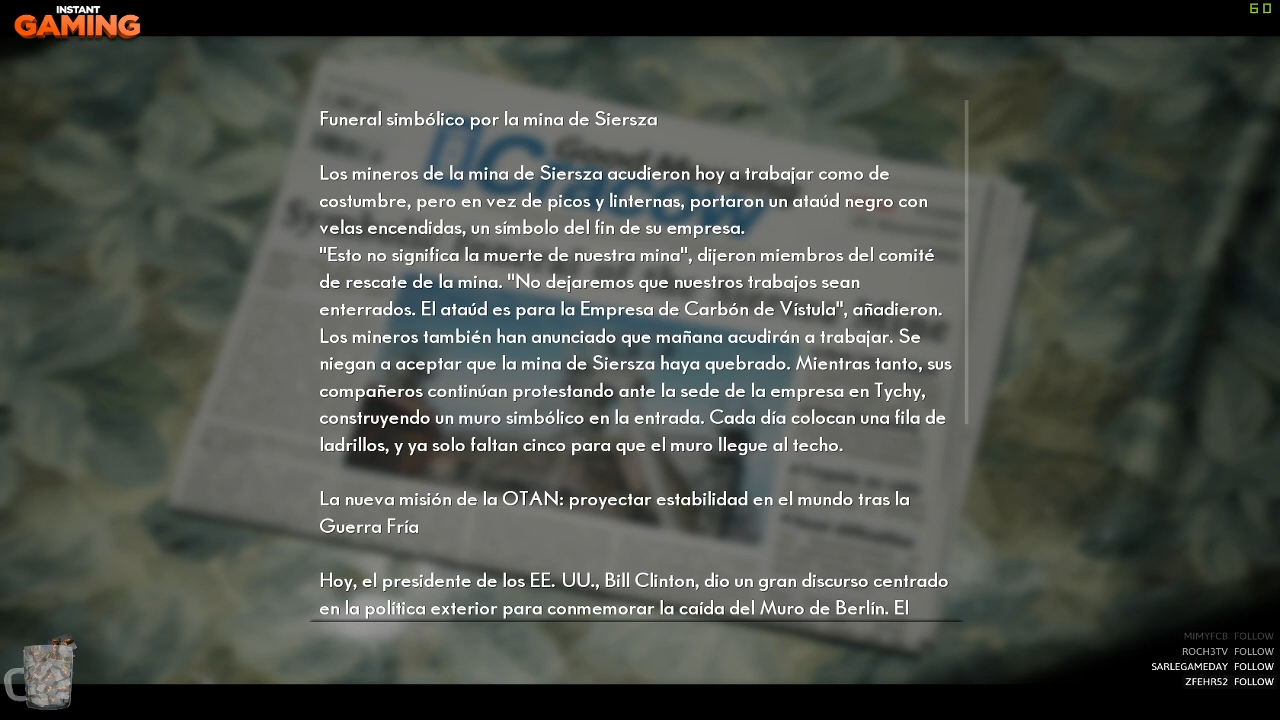 INSTANT
GAMING
60
Good Morning
Cracow
Funeral simbólico por la mina de Siersza
Los mineros de la mina de Siersza acudieron hoy a trabajar como de
costumbre, pero en vez de picos y linternas, portaron un ataúd negro con
velas encendidas, un símbolo del fin de su empresa.
"Esto no significa la muerte de nuestra mina", dijeron miembros del comité
de rescate de la mina. "No dejaremos que nuestros trabajos sean
enterrados. El ataúd es para la Empresa de Carbón de Vístula", añadieron.
Los mineros también han anunciado que mañana acudirán a trabajar. Se
niegan a aceptar que la mina de Siersza haya quebrado. Mientras tanto, sus
compañeros continúan protestando ante la sede de la empresa en Tychy,
construyendo un muro simbólico en la entrada. Cada día colocan una fila de
ladrillos, y ya solo faltan cinco para que el muro llegue al techo.
La nueva misión de la OTAN: proyectar estabilidad en el mundo tras la
Guerra Fría
Hoy, el presidente de los EE. UU., Bill Clinton, dio un gran discurso centrado
en la política exterior para conmemorar la caída del Muro de Berlín. El
MIMYFCB FOLLOW
ROCH3TV FOLLOW
SARLEGAMEDAY FOLLOW
ZFEHR52 FOLLOW